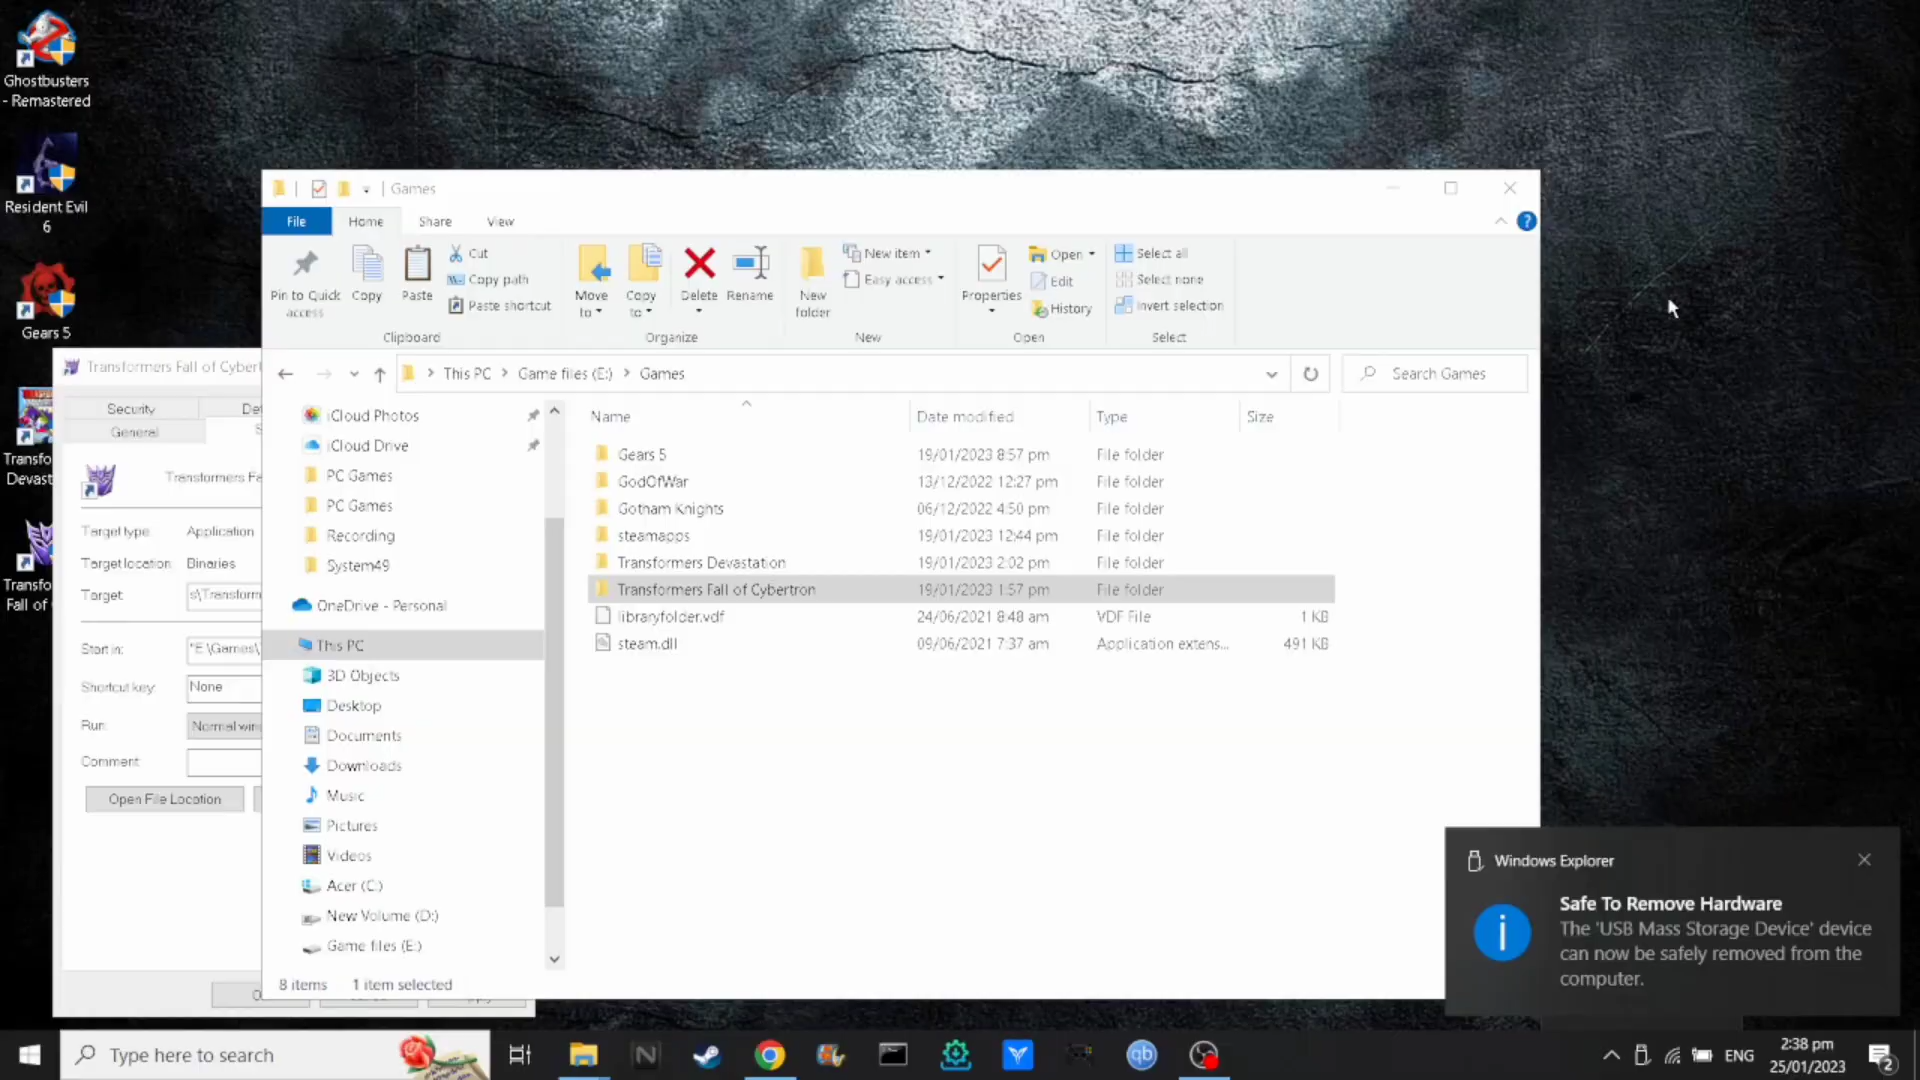 Ghostbusters
- Remastered
Resident Evil
6
Gears 5
Transfo
Devast
Transfo
Fall of
Games
File
Home
Share
View
Pin to Quick
access
Copy
Paste
Cut
Copy path
Paste shortcut
Clipboard
Move
to
Copy
to
Delete
Rename
Organize
New
folder
New item
Easy access
New
Properties
Open
Edit
History
Open
Select all
Select none
Invert selection
Select
This PC
Game files (E:)
Games
Search Games
iCloud Photos
iCloud Drive
PC Games
PC Games
Recording
System49
OneDrive - Personal
This PC
3D Objects
Desktop
Documents
Downloads
Music
Pictures
Videos
Acer (C:)
New Volume (D:)
Game files (E:)
Name
Date modified
Type
Size
Gears 5
19/01/2023 8:57 pm
File folder
GodOfWar
13/12/2022 12:27 pm
File folder
Gotham Knights
06/12/2022 4:50 pm
File folder
steamapps
19/01/2023 12:44 pm
File folder
Transformers Devastation
19/01/2023 2:02 pm
File folder
Transformers Fall of Cybertron
19/01/2023 1:57 pm
File folder
libraryfolder.vdf
24/06/2021 8:48 am
VDF File
1 KB
steam.dll
09/06/2021 7:37 am
Application extens...
491 KB
8 items
1 item selected
Transformers Fall of Cybert
Security
Det
General
Transformers Fa
Target type:
Application
Target location:
Binaries
Target:
s\Transform
Start in:
"E:\Games\
Shortcut key:
None
Run:
Normal win
Comment:
Open File Location
Windows Explorer
Safe To Remove Hardware
The 'USB Mass Storage Device' device
can now be safely removed from the
computer.
Type here to search
ENG
2:38 pm
25/01/2023
2